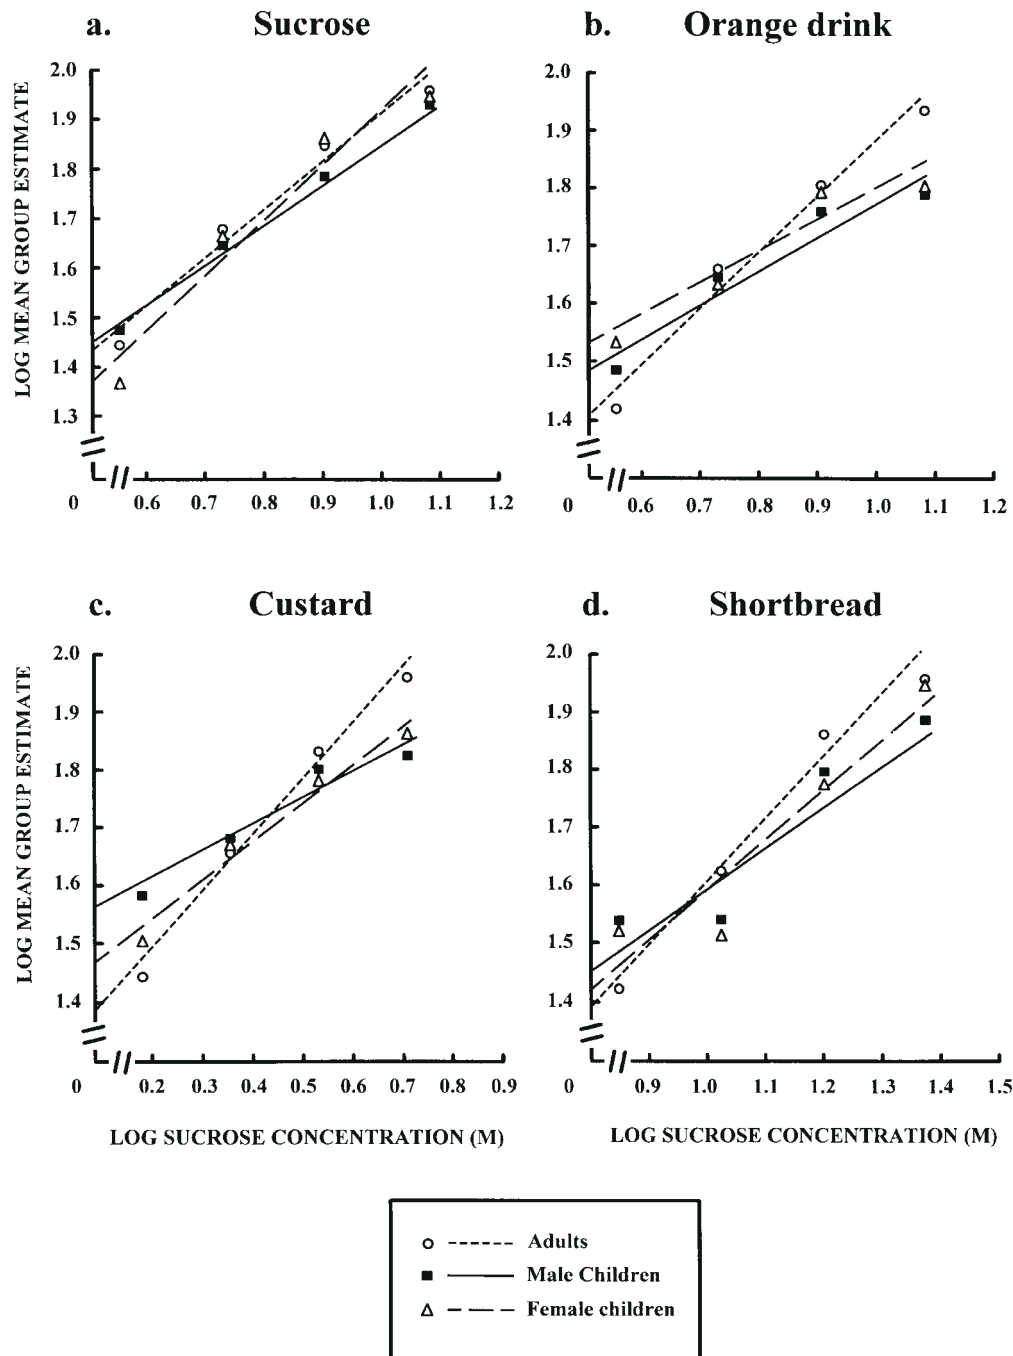 a. Sucrose
b. Orange drink
LOG MEAN GROUP ESTIMATE
2.0
1.9
1.8
1.7
1.6
1.5
1.4
1.3
0 0.6 0.7 0.8 0.9 1.0 1.1 1.2
2.0
1.9
1.8
1.7
1.6
1.5
1.4
0 0.6 0.7 0.8 0.9 1.0 1.1 1.2
c. Custard
d. Shortbread
LOG MEAN GROUP ESTIMATE
2.0
1.9
1.8
1.7
1.6
1.5
1.4
0 0.2 0.3 0.4 0.5 0.6 0.7 0.8 0.9
LOG SUCROSE CONCENTRATION (M)
2.0
1.9
1.8
1.7
1.6
1.5
1.4
0 0.9 1.0 1.1 1.2 1.3 1.4 1.5
LOG SUCROSE CONCENTRATION (M)
Adults
Male Children
Female children